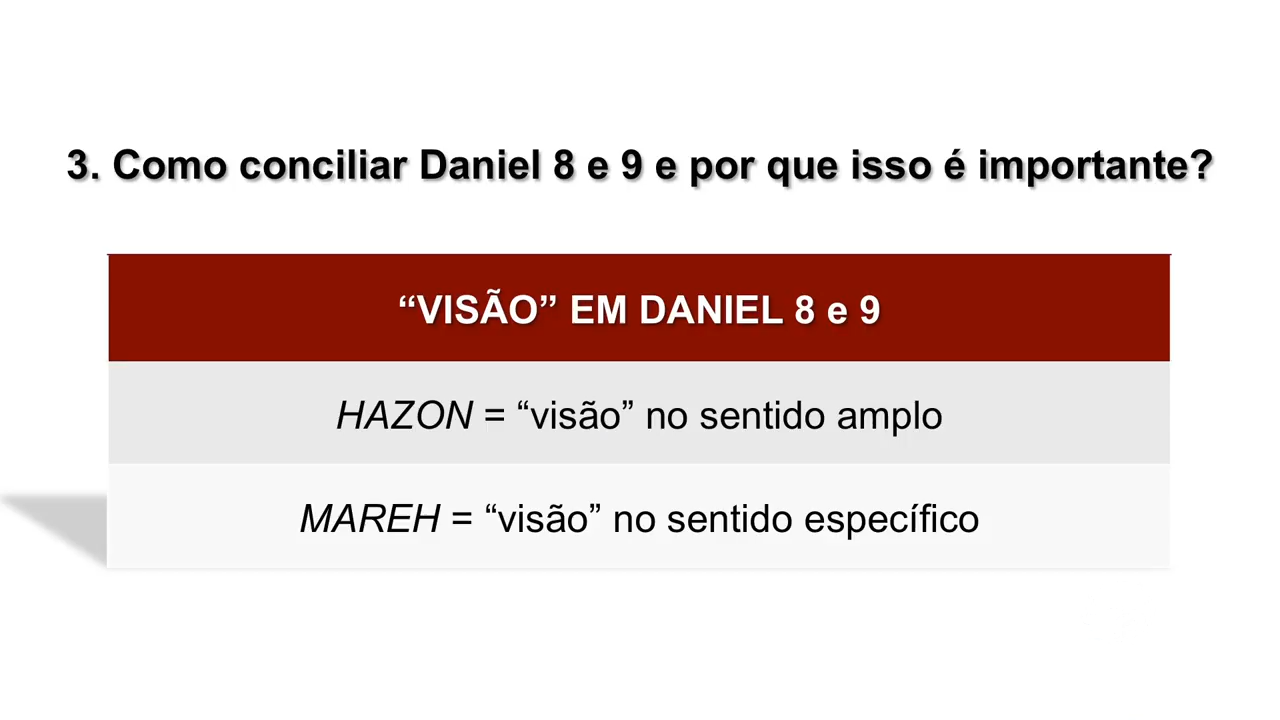 3. Como conciliar Daniel 8 e 9 e por que isso é importante?
“VISÃO” EM DANIEL 8 e 9
HAZON = “visão” no sentido amplo
MAREH = “visão” no sentido específico